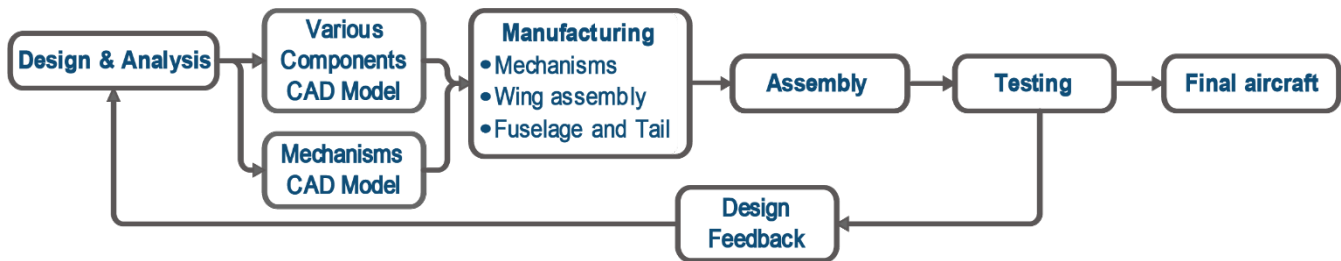 Design & Analysis
Various
Components
CAD Model
Mechanisms
CAD Model
Manufacturing
• Mechanisms
• Wing assembly
• Fuselage and Tail
Assembly
Testing
Final aircraft
Design
Feedback